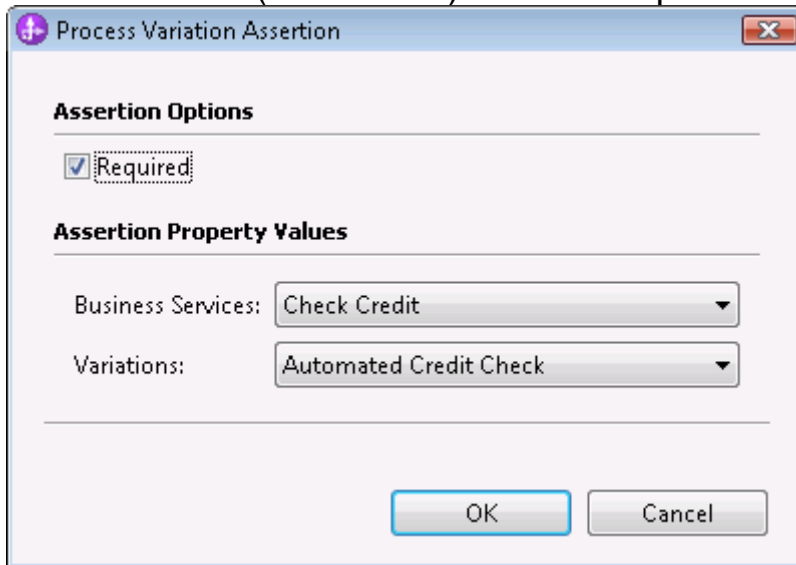 Process Variation Assertion
Assertion Options
Required
Assertion Property Values
Business Services: Check Credit
Variations: Automated Credit Check
OK Cancel